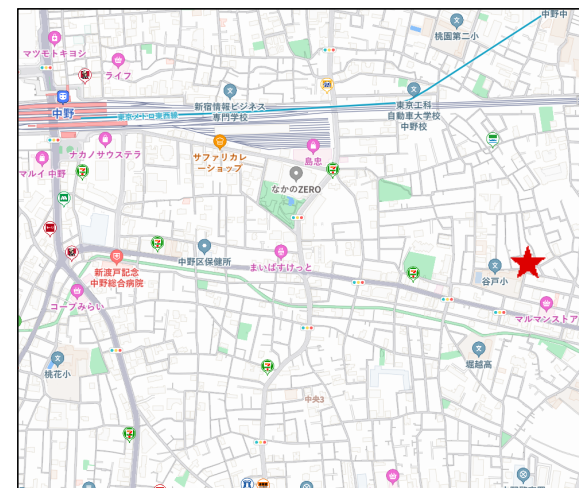 中野中
桃園第二小
マツモトキヨシ
ライフ
新宿情報ビジネス
専門学校
東京工科
自動車大学校
中野校
中野
東京メトロ東西線
ナカノサウステラ
サファリカレ
ーショップ
島忠
マルイ 中野
なかのZERO
中野区保健所
まいばすけっと
新渡戸記念
中野総合病院
谷戸小
コープみらい
マルマンストア
堀越高
桃花小
中央3